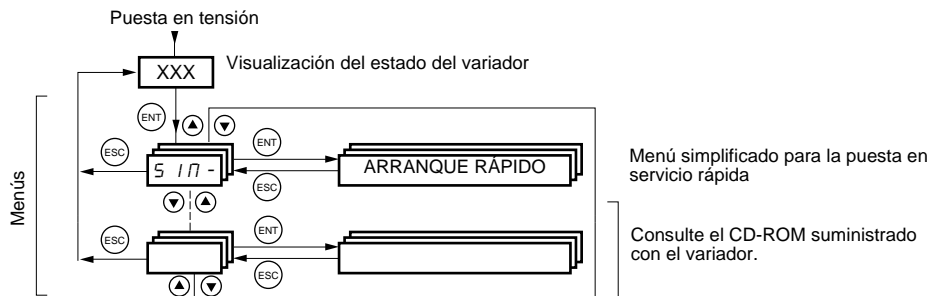 Puesta en tensión
XXX
Visualización del estado del variador
Menús
ENT
ESC
SIM-
ENT
ESC
ARRANQUE RÁPIDO
Menú simplificado para la puesta en
servicio rápida
ESC
ENT
ESC
Consulte el CD-ROM suministrado
con el variador.